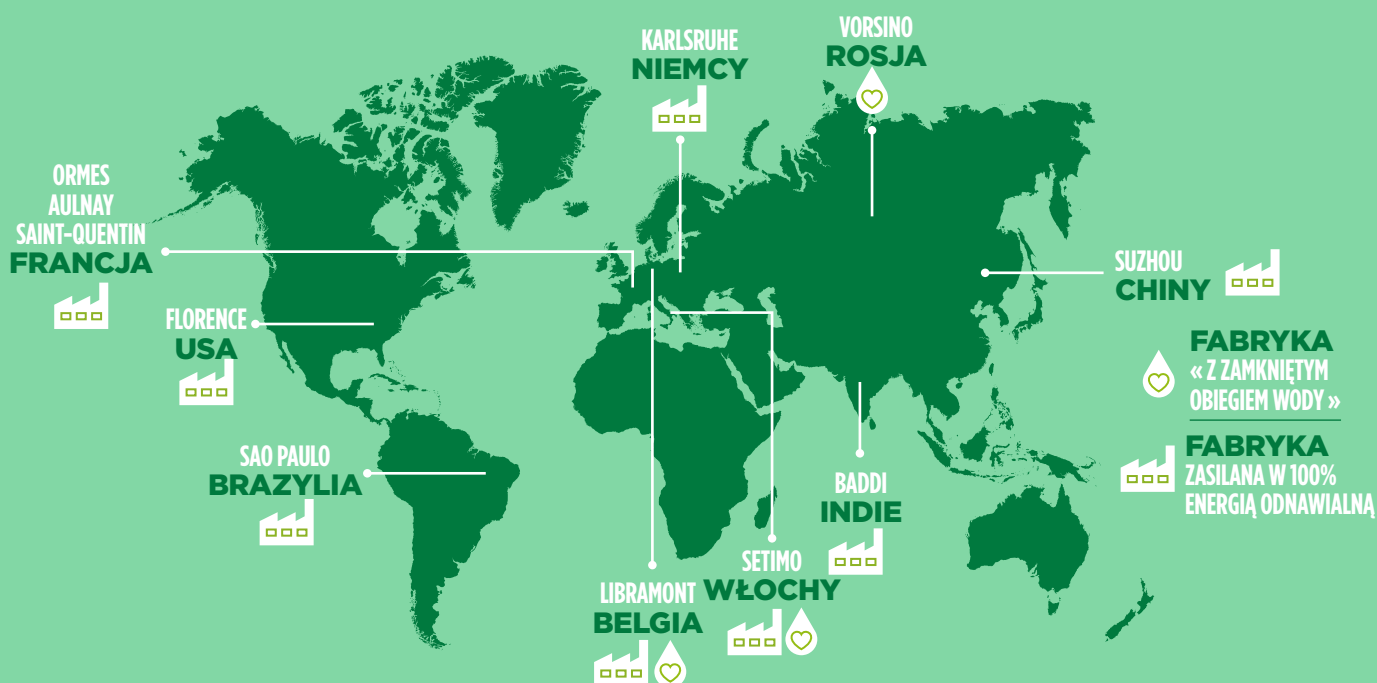 VORSINO
ROSJA
KARLSRUHE
NIEMCY
ORMES
AULNAY
SAINT-QUENTIN
FRANCJA
SUZHOU
CHINY
FLORENCE
USA
FABRYKA
« Z ZAMKNIĘTYM
OBIEGIEM WODY »
FABRYKA
ZASILANA W 100%
ENERGIĄ ODNAWIALNĄ
SAO PAULO
BRAZYLIA
BADDI
INDIE
SETIMO
WŁOCHY
LIBRAMONT
BELGIA